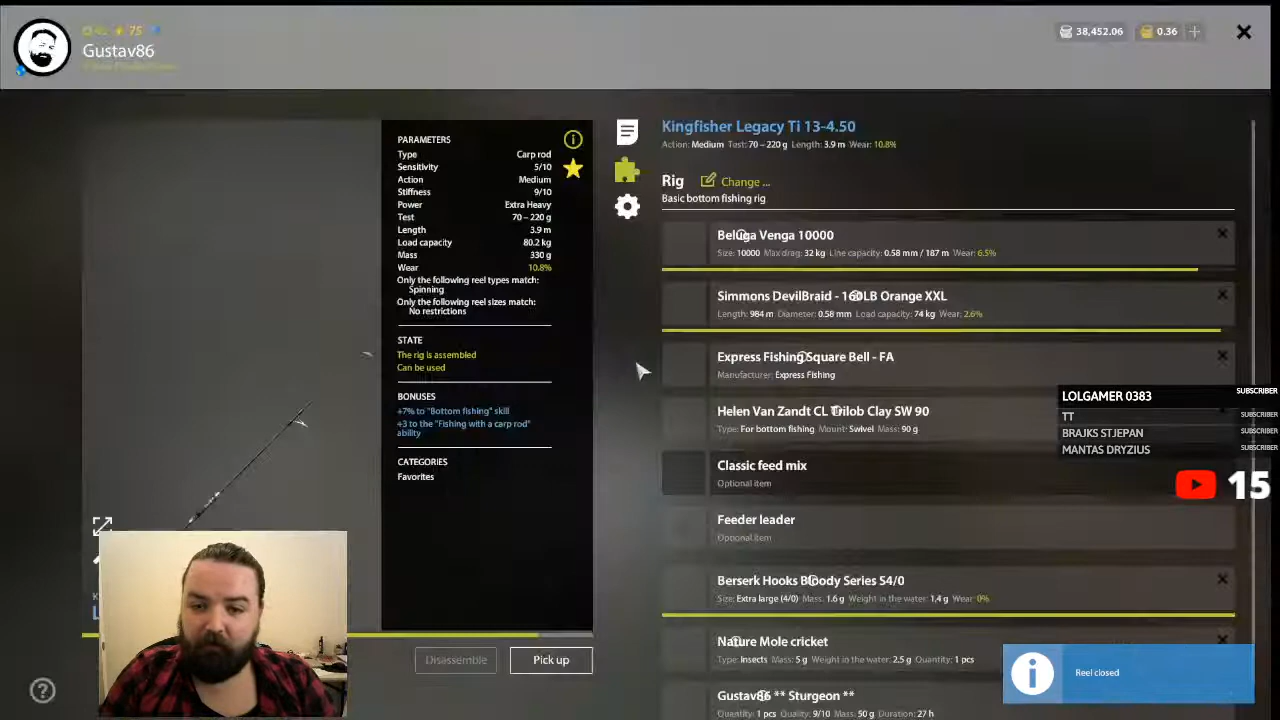 75
38,452.06
0.36
Gustav86
PARAMETERS
Type Carp rod
Sensitivity 5/10
Action Medium
Stiffness 9/10
Power Extra Heavy
Test 70 – 220 g
Length 3.9 m
Load capacity 80.2 kg
Mass 330 g
Wear 10.8%
Only the following reel types match:
Spinning
Only the following reel sizes match:
No restrictions
STATE
The rig is assembled
Can be used
BONUSES
+7% to "Bottom fishing" skill
+3 to the "Fishing with a carp rod"
ability
CATEGORIES
Favorites
Disassemble
Pick up
Kingfisher Legacy Ti 13-4.50
Action: Medium Test: 70 – 220 g Length: 3.9 m Wear: 10.8%
Rig Change ...
Basic bottom fishing rig
Beluga Venga 10000
Size: 10000 Max drag: 32 kg Line capacity: 0.58 mm / 187 m Wear: 6.5%
Simmons DevilBraid - 160LB Orange XXL
Length: 984 m Diameter: 0.58 mm Load capacity: 74 kg Wear: 2.6%
Express Fishing Square Bell - FA
Manufacturer: Express Fishing
Helen Van Zandt CL Trilob Clay SW 90
Type: For bottom fishing Mount: Swivel Mass: 90 g
Classic feed mix
Optional item
Feeder leader
Optional item
Berserk Hooks Bloody Series S4/0
Size: Extra large (4/0) Mass: 1.6 g Weight in the water: 1,4 g Wear: 0%
Nature Mole cricket
Type: Insects Mass: 5 g Weight in the water: 2.5 g Quantity: 1 pcs
Gustav86 ** Sturgeon **
Quantity: 1 pcs Quality: 9/10 Mass: 50 g Duration: 27 h
LOLGAMER 0383 SUBSCRIBER
TT SUBSCRIBER
BRAJKS STJEPAN SUBSCRIBER
MANTAS DRYZIUS SUBSCRIBER
15
Reel closed
?